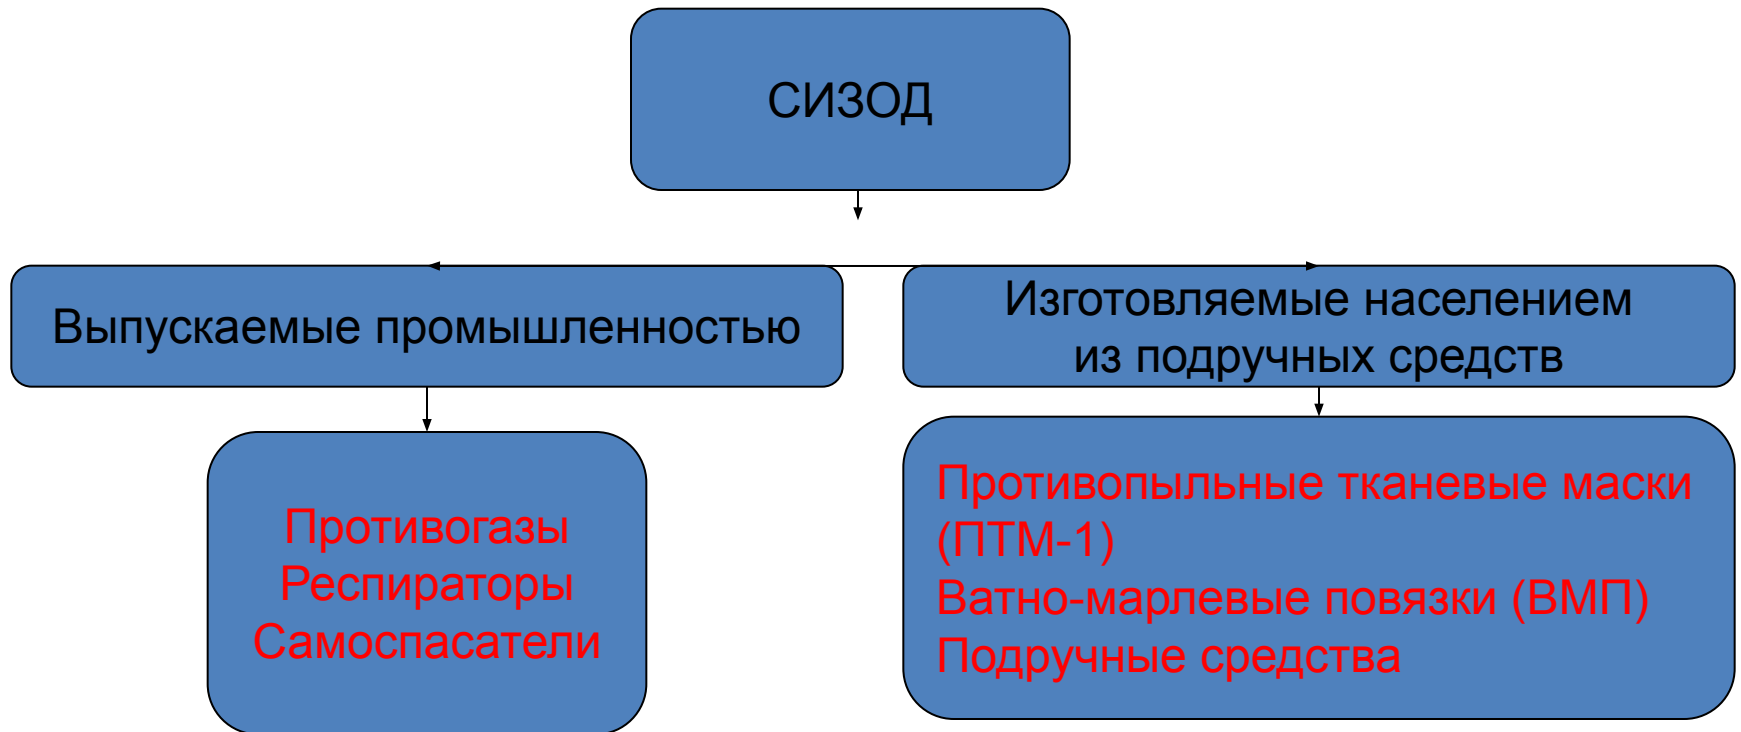 СИЗОД
Выпускаемые промышленностью
Изготовляемые населением
из подручных средств
Противогазы
Респираторы
Самоспасатели
Противопыльные тканевые маски
(ПТМ-1)
Ватно-марлевые повязки (ВМП)
Подручные средства